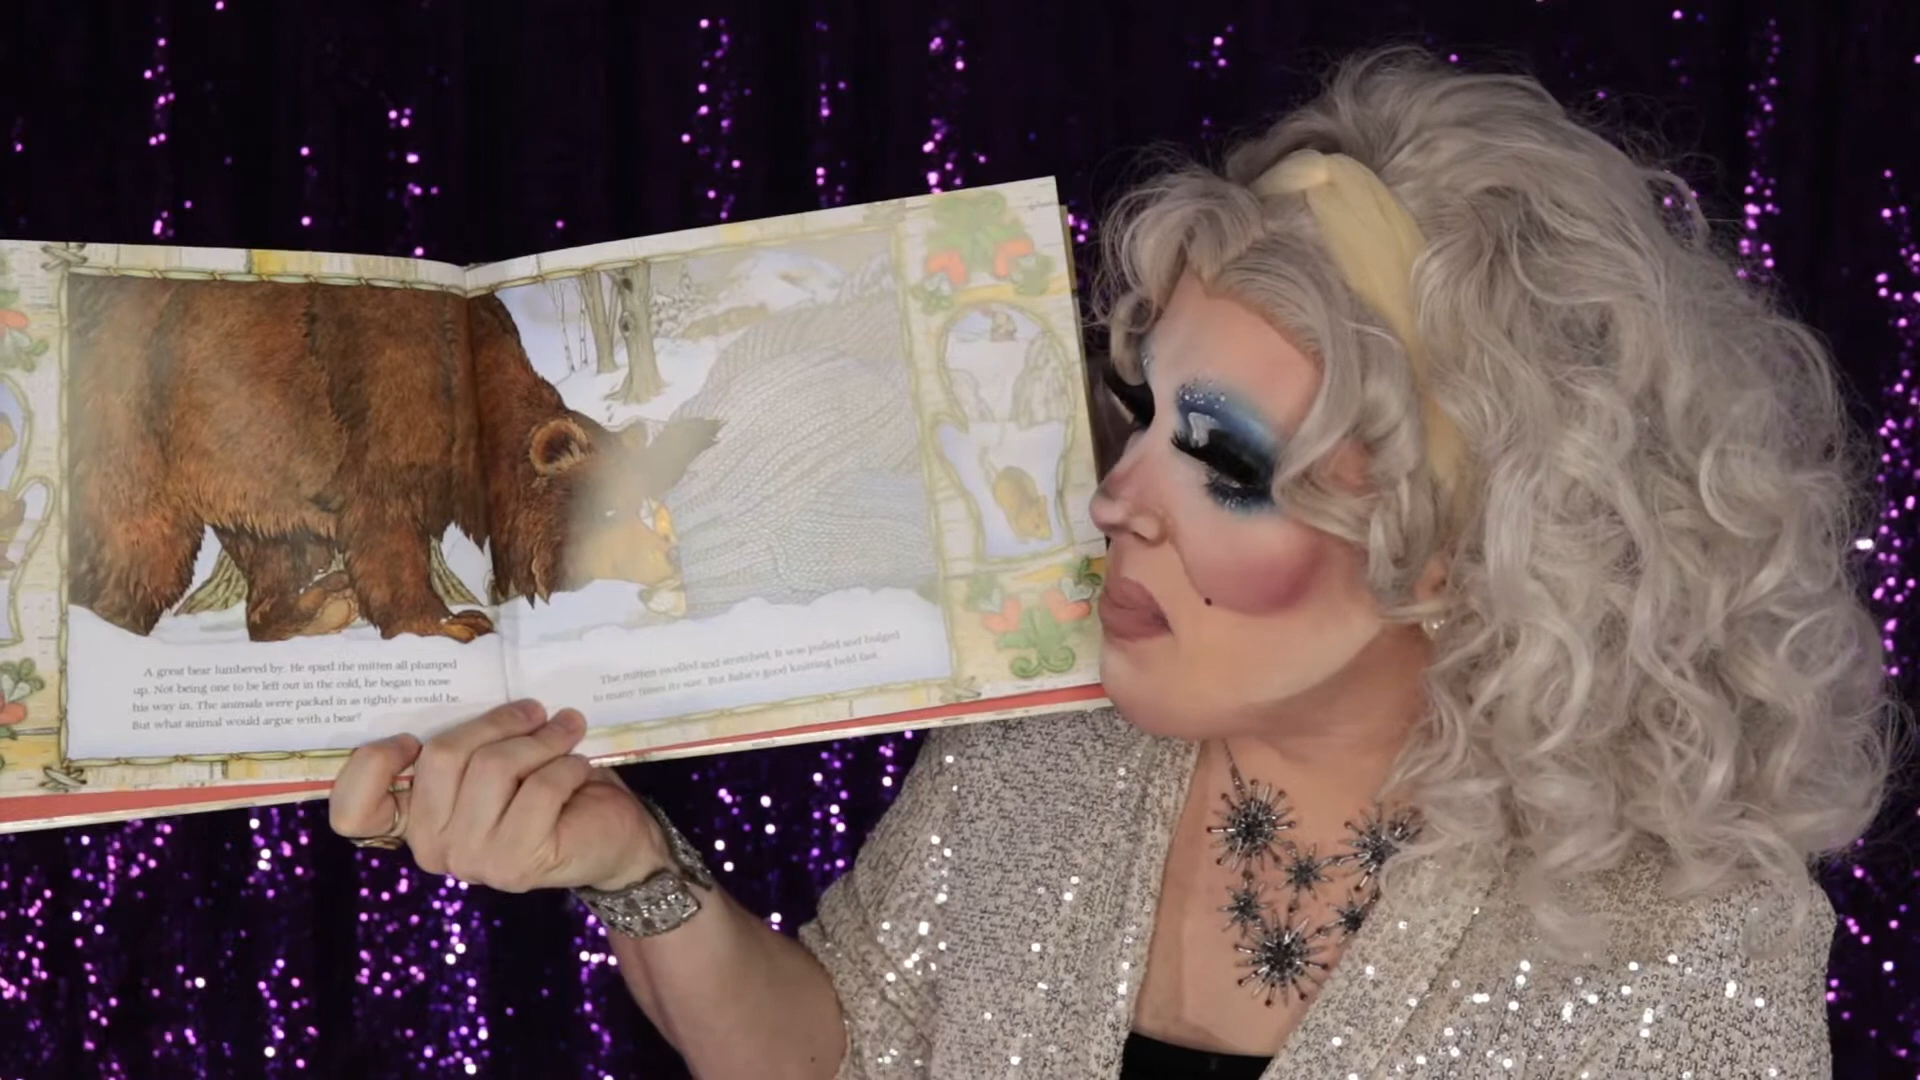 A great bear lumbered by. He spied the mitten all plumped
up. Not being one to be left out in the cold, he began to nose
his way in. The animals were packed in as tightly as could be.
But what animal would argue with a bear?
The mitten swelled and stretched. It was pulled and bulged
to many times its size. But Baba's good knitting held fast.